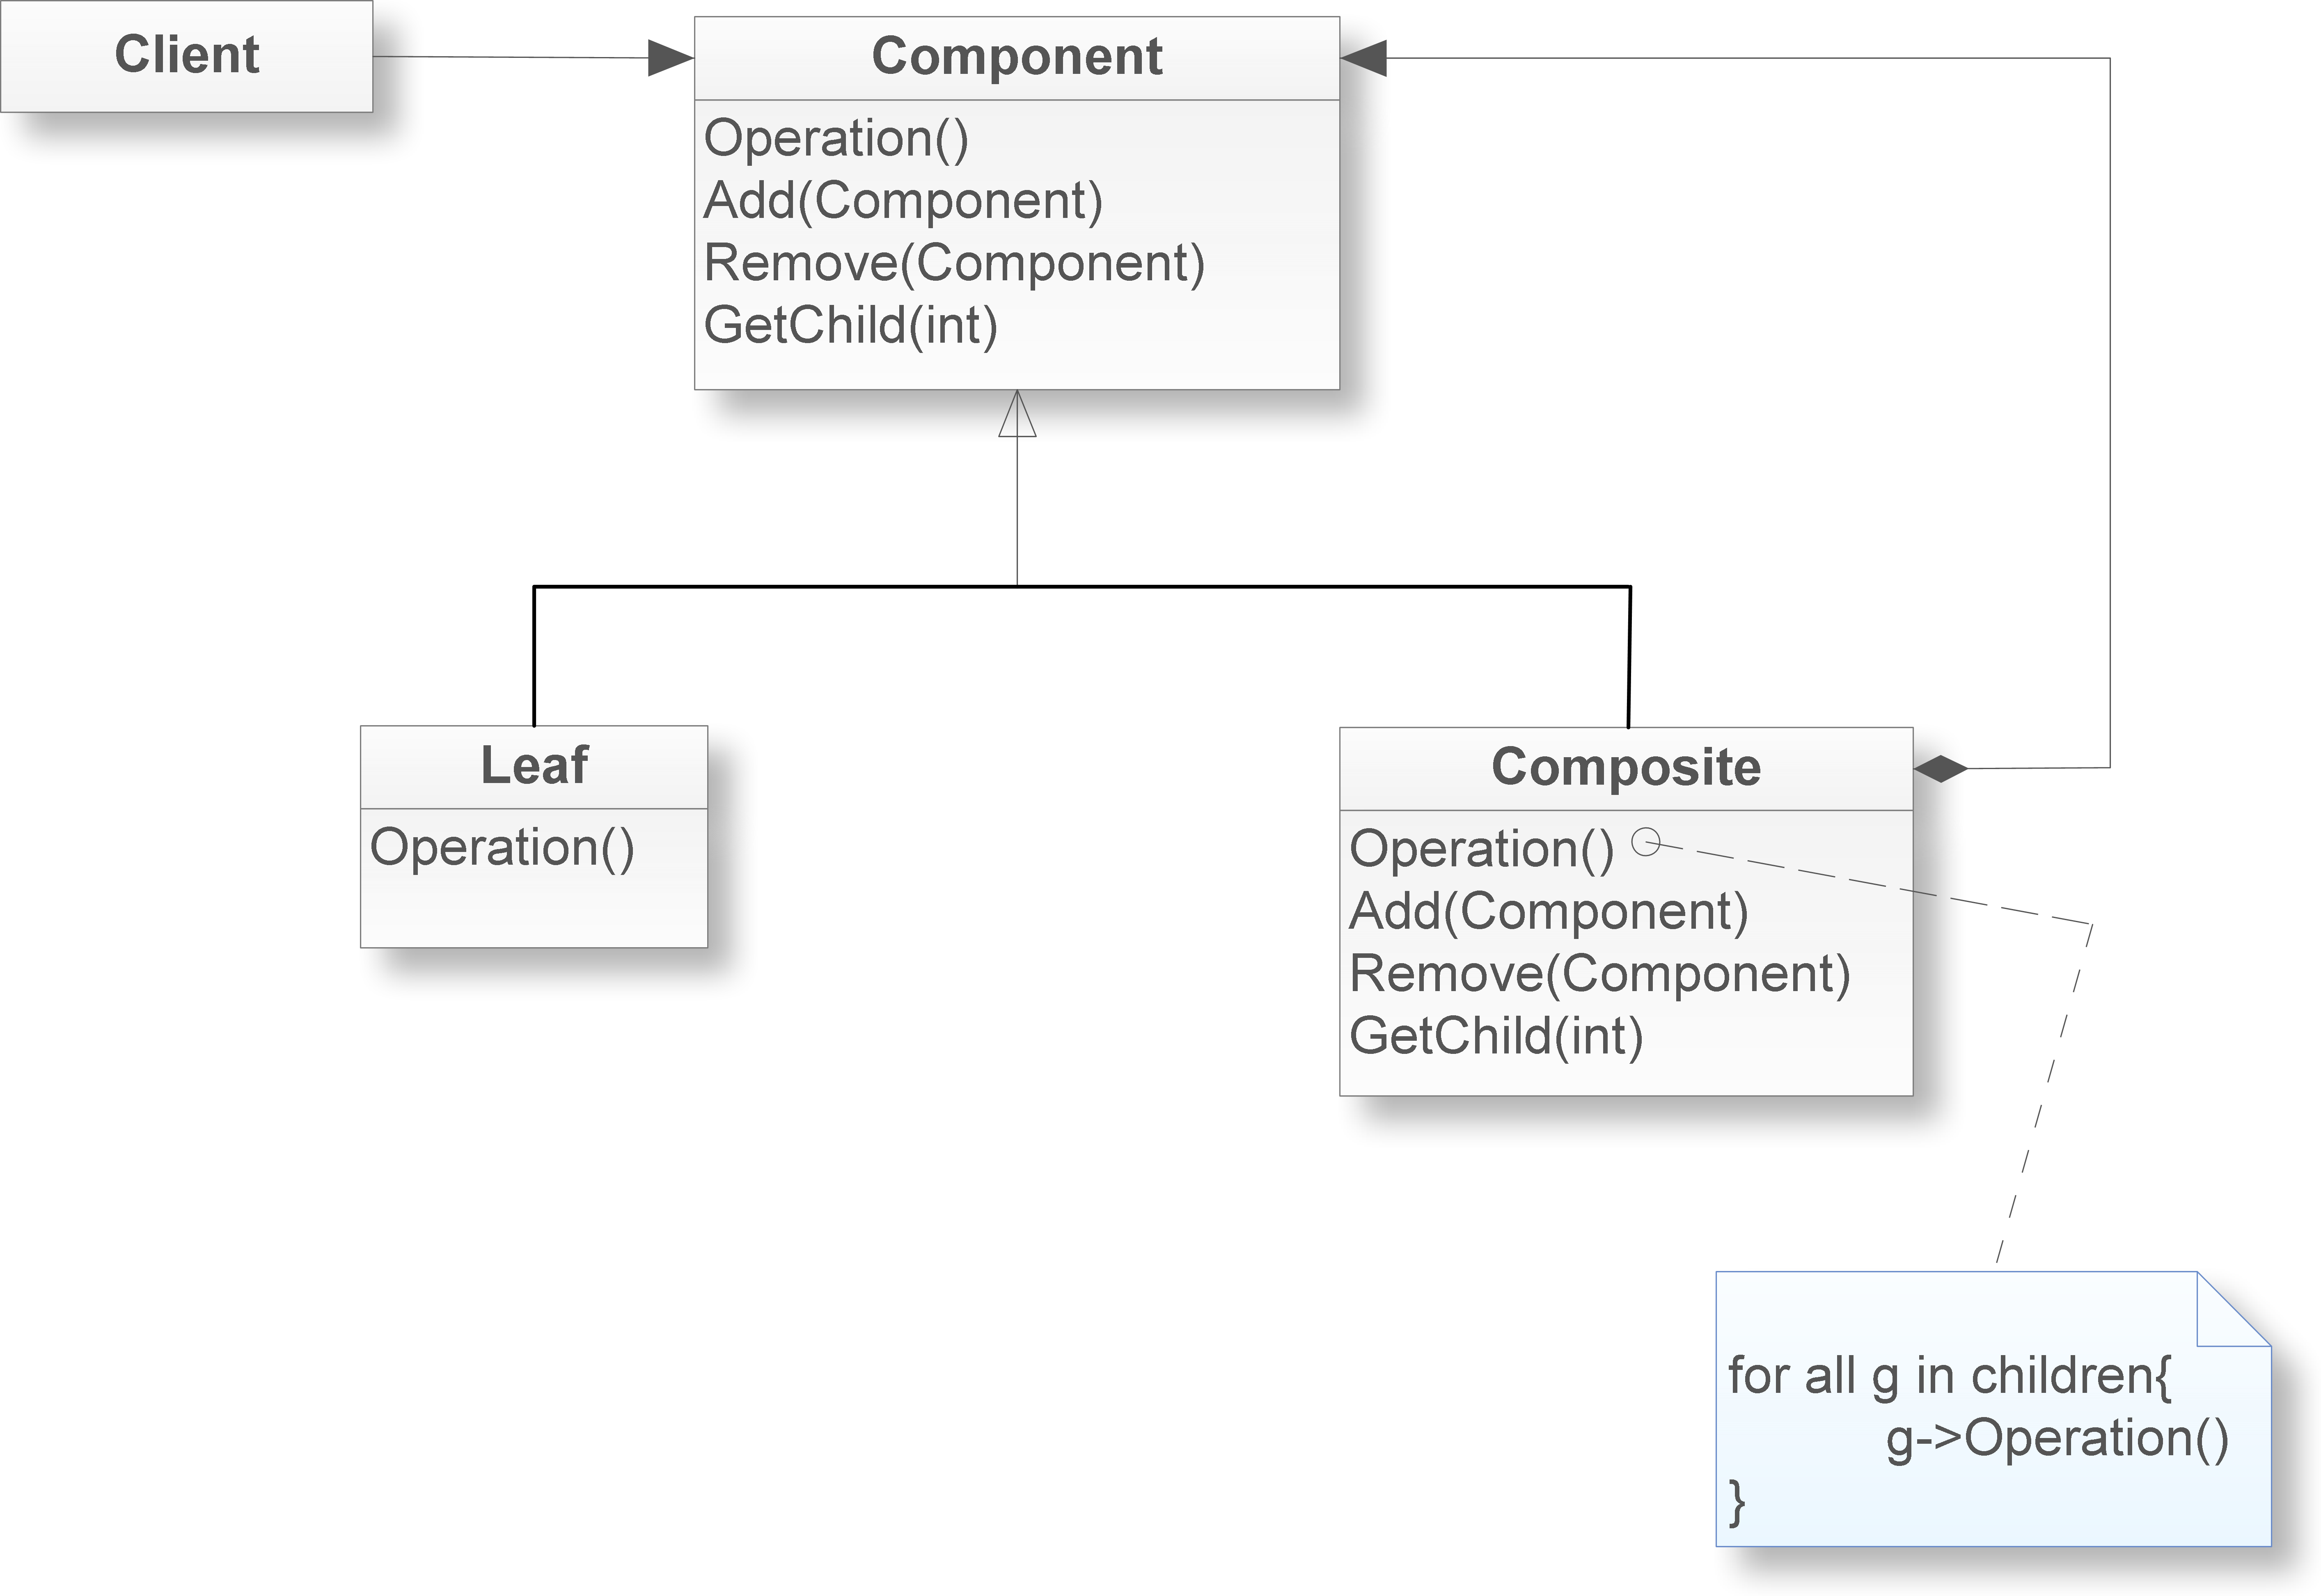 Client
Component
Operation()
Add(Component)
Remove(Component)
GetChild(int)
Leaf
Operation()
Composite
Operation()
Add(Component)
Remove(Component)
GetChild(int)
for all g in children{
g->Operation()
}